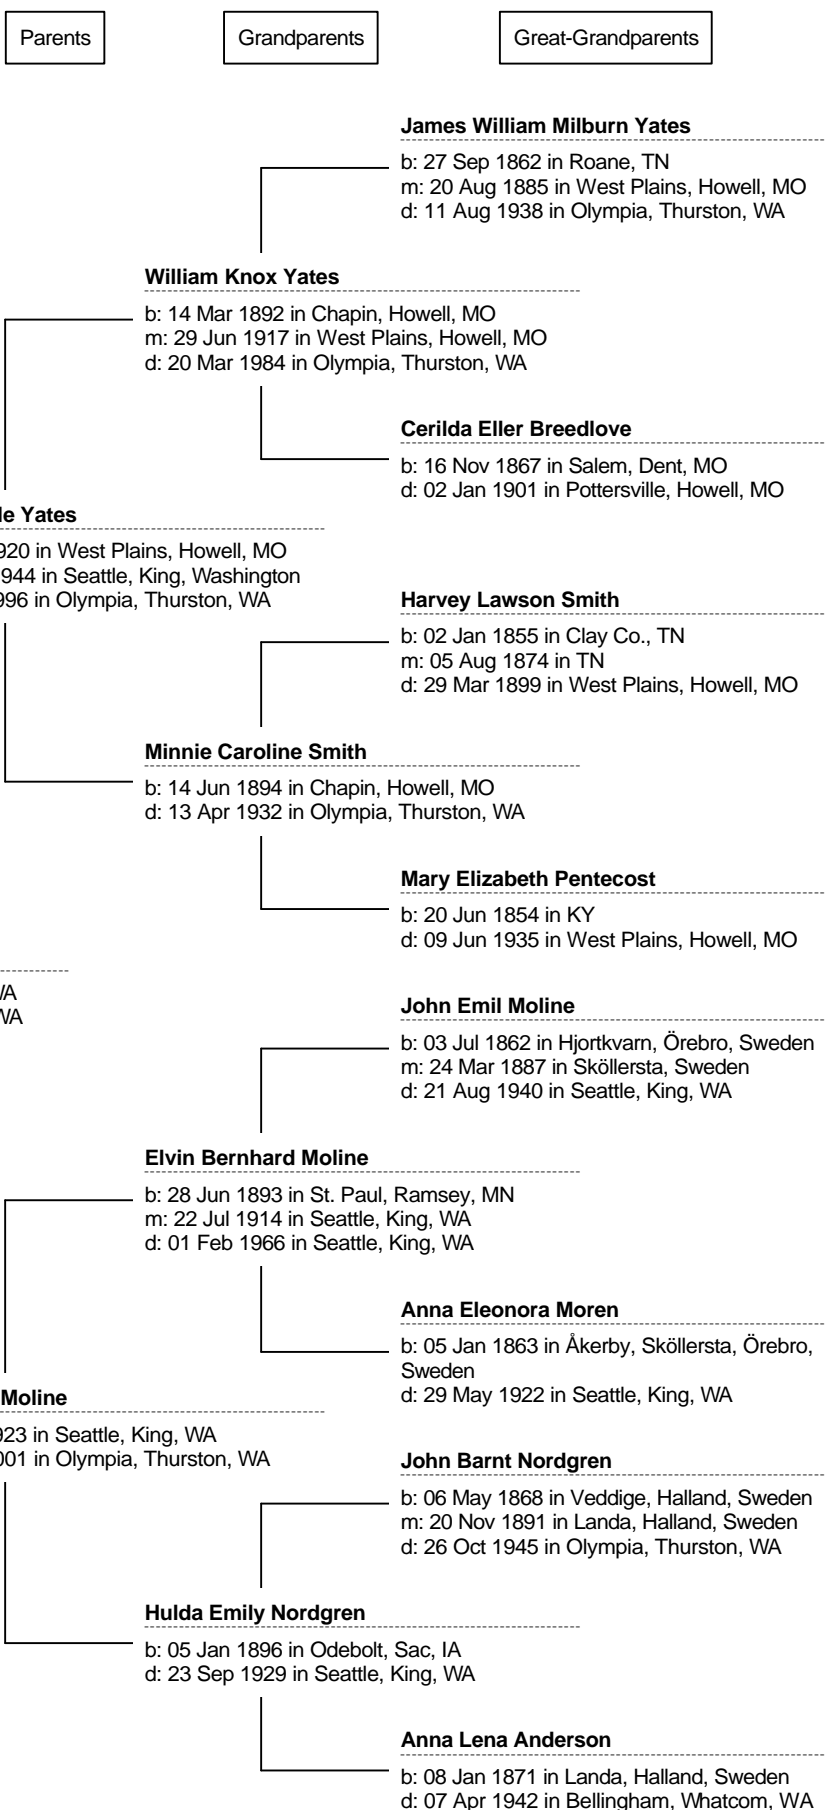 Parents
Grandparents
Great-Grandparents
James William Milburn Yates
b: 27 Sep 1862 in Roane, TN
m: 20 Aug 1885 in West Plains, Howell, MO
d: 11 Aug 1938 in Olympia, Thurston, WA
William Knox Yates
b: 14 Mar 1892 in Chapin, Howell, MO
m: 29 Jun 1917 in West Plains, Howell, MO
d: 20 Mar 1984 in Olympia, Thurston, WA
Cerilda Eller Breedlove
b: 16 Nov 1867 in Salem, Dent, MO
d: 02 Jan 1901 in Pottersville, Howell, MO
Yates
in West Plains, Howell, MO
944 in Seattle, King, Washington
996 in Olympia, Thurston, WA
Harvey Lawson Smith
b: 02 Jan 1855 in Clay Co., TN
m: 05 Aug 1874 in TN
d: 29 Mar 1899 in West Plains, Howell, MO
Minnie Caroline Smith
b: 14 Jun 1894 in Chapin, Howell, MO
d: 13 Apr 1932 in Olympia, Thurston, WA
Mary Elizabeth Pentecost
b: 20 Jun 1854 in KY
d: 09 Jun 1935 in West Plains, Howell, MO
WA
WA
John Emil Moline
b: 03 Jul 1862 in Hjortkvarn, Örebro, Sweden
m: 24 Mar 1887 in Sköllersta, Sweden
d: 21 Aug 1940 in Seattle, King, WA
Elvin Bernhard Moline
b: 28 Jun 1893 in St. Paul, Ramsey, MN
m: 22 Jul 1914 in Seattle, King, WA
d: 01 Feb 1966 in Seattle, King, WA
Anna Eleonora Moren
b: 05 Jan 1863 in Åkerby, Sköllersta, Örebro,
Sweden
d: 29 May 1922 in Seattle, King, WA
Moline
923 in Seattle, King, WA
001 in Olympia, Thurston, WA
John Barnt Nordgren
b: 06 May 1868 in Veddige, Halland, Sweden
m: 20 Nov 1891 in Landa, Halland, Sweden
d: 26 Oct 1945 in Olympia, Thurston, WA
Hulda Emily Nordgren
b: 05 Jan 1896 in Odebolt, Sac, IA
d: 23 Sep 1929 in Seattle, King, WA
Anna Lena Anderson
b: 08 Jan 1871 in Landa, Halland, Sweden
d: 07 Apr 1942 in Bellingham, Whatcom, WA